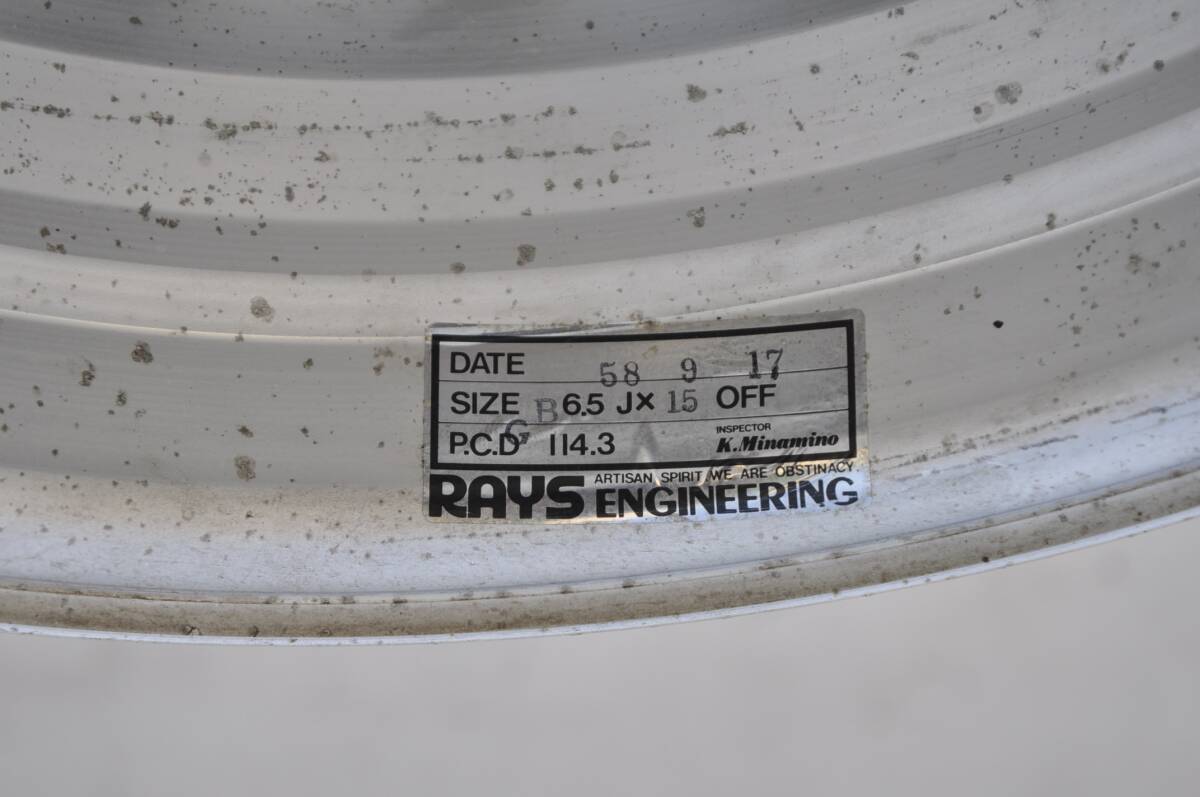 DATE 58 9 17
SIZE B 6.5 J× 15 OFF
G
P.C.D 114.3
INSPECTOR
K.Minamino
ARTISAN SPIRIT WE ARE OBSTINACY
RAYS ENGINEERING